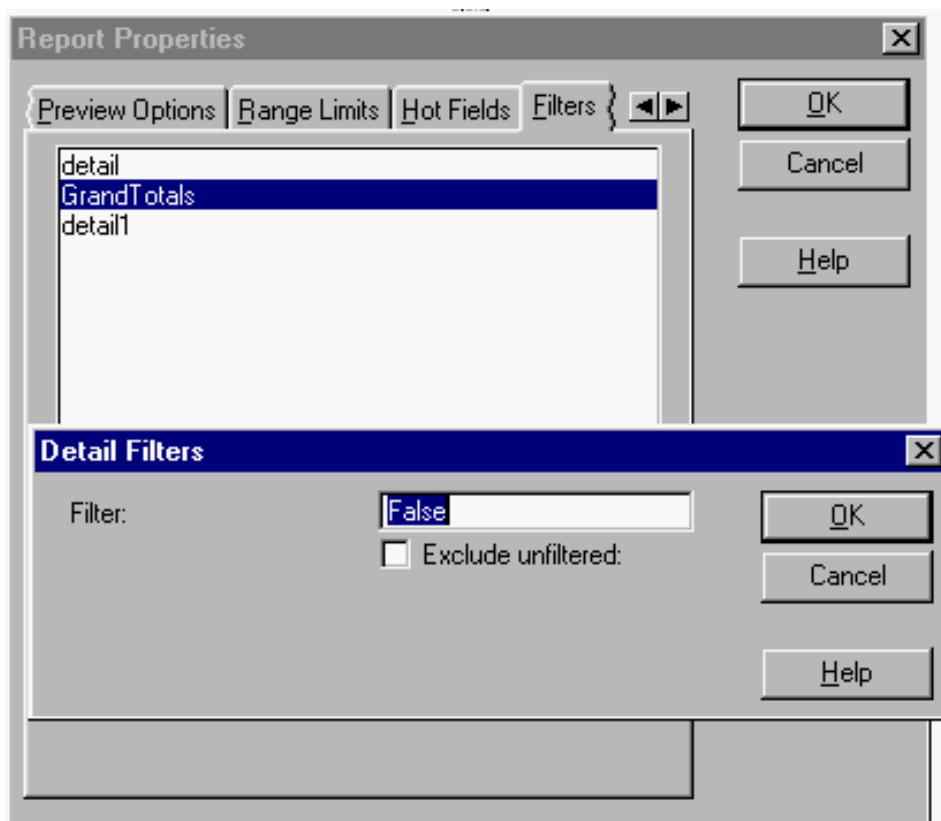 Report Properties
Preview Options Range Limits Hot Fields Filters
OK
detail
Cancel
GrandTotals
detail1
Help
Detail Filters
Filter: False
OK
Exclude unfiltered:
Cancel
Help